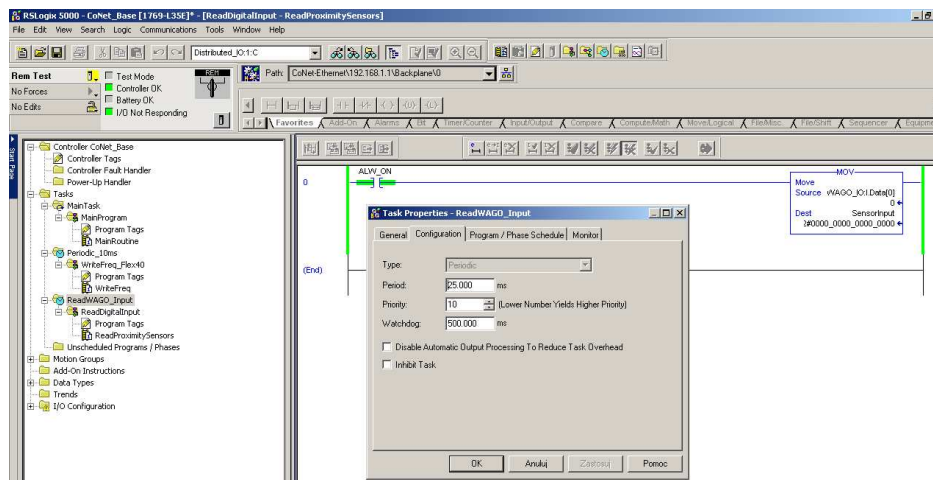 RSLogix 5000 - CoNet_Base [1769-L35E]* - [ReadDigitalInput - ReadProximitySensors]
File Edit View Search Logic Communications Tools Window Help
Distributed_IO:1:C
Rem Test
No Forces
No Edits
Test Mode
Controller OK
Battery OK
I/O Not Responding
REM
Path: CoNet-Ethernet\192.168.1.1\Backplane\0
Favorites Add-On Alarms Bit Timer/Counter Input/Output Compare Compute/Math Move/Logical File/Misc. File/Shift Sequencer Equipme
Start Page
Controller CoNet_Base
Controller Tags
Controller Fault Handler
Power-Up Handler
Tasks
MainTask
MainProgram
Program Tags
MainRoutine
Periodic_10ms
WriteFreq_Flex40
Program Tags
WriteFreq
ReadWAGO_Input
ReadDigitalInput
Program Tags
ReadProximitySensors
Unscheduled Programs / Phases
Motion Groups
Add-On Instructions
Data Types
Trends
I/O Configuration
0
ALW_ON
MOV
Move
Source WAGO_IO:I.Data[0]
0
Dest SensorInput
2#0000_0000_0000_0000
(End)
Task Properties - ReadWAGO_Input
General Configuration Program / Phase Schedule Monitor
Type: Periodic
Period: 25.000 ms
Priority: 10 (Lower Number Yields Higher Priority)
Watchdog: 500.000 ms
Disable Automatic Output Processing To Reduce Task Overhead
Inhibit Task
OK Anuluj Zastosuj Pomoc